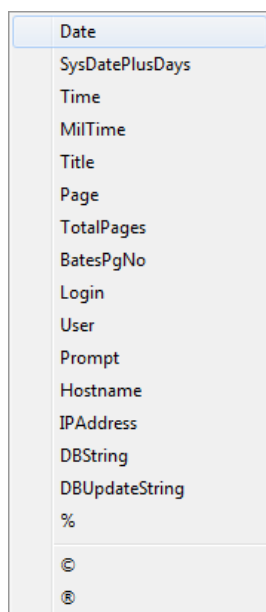 Date
SysDatePlusDays
Time
MilTime
Title
Page
TotalPages
BatesPgNo
Login
User
Prompt
Hostname
IPAddress
DBString
DBUpdateString
%
©
®